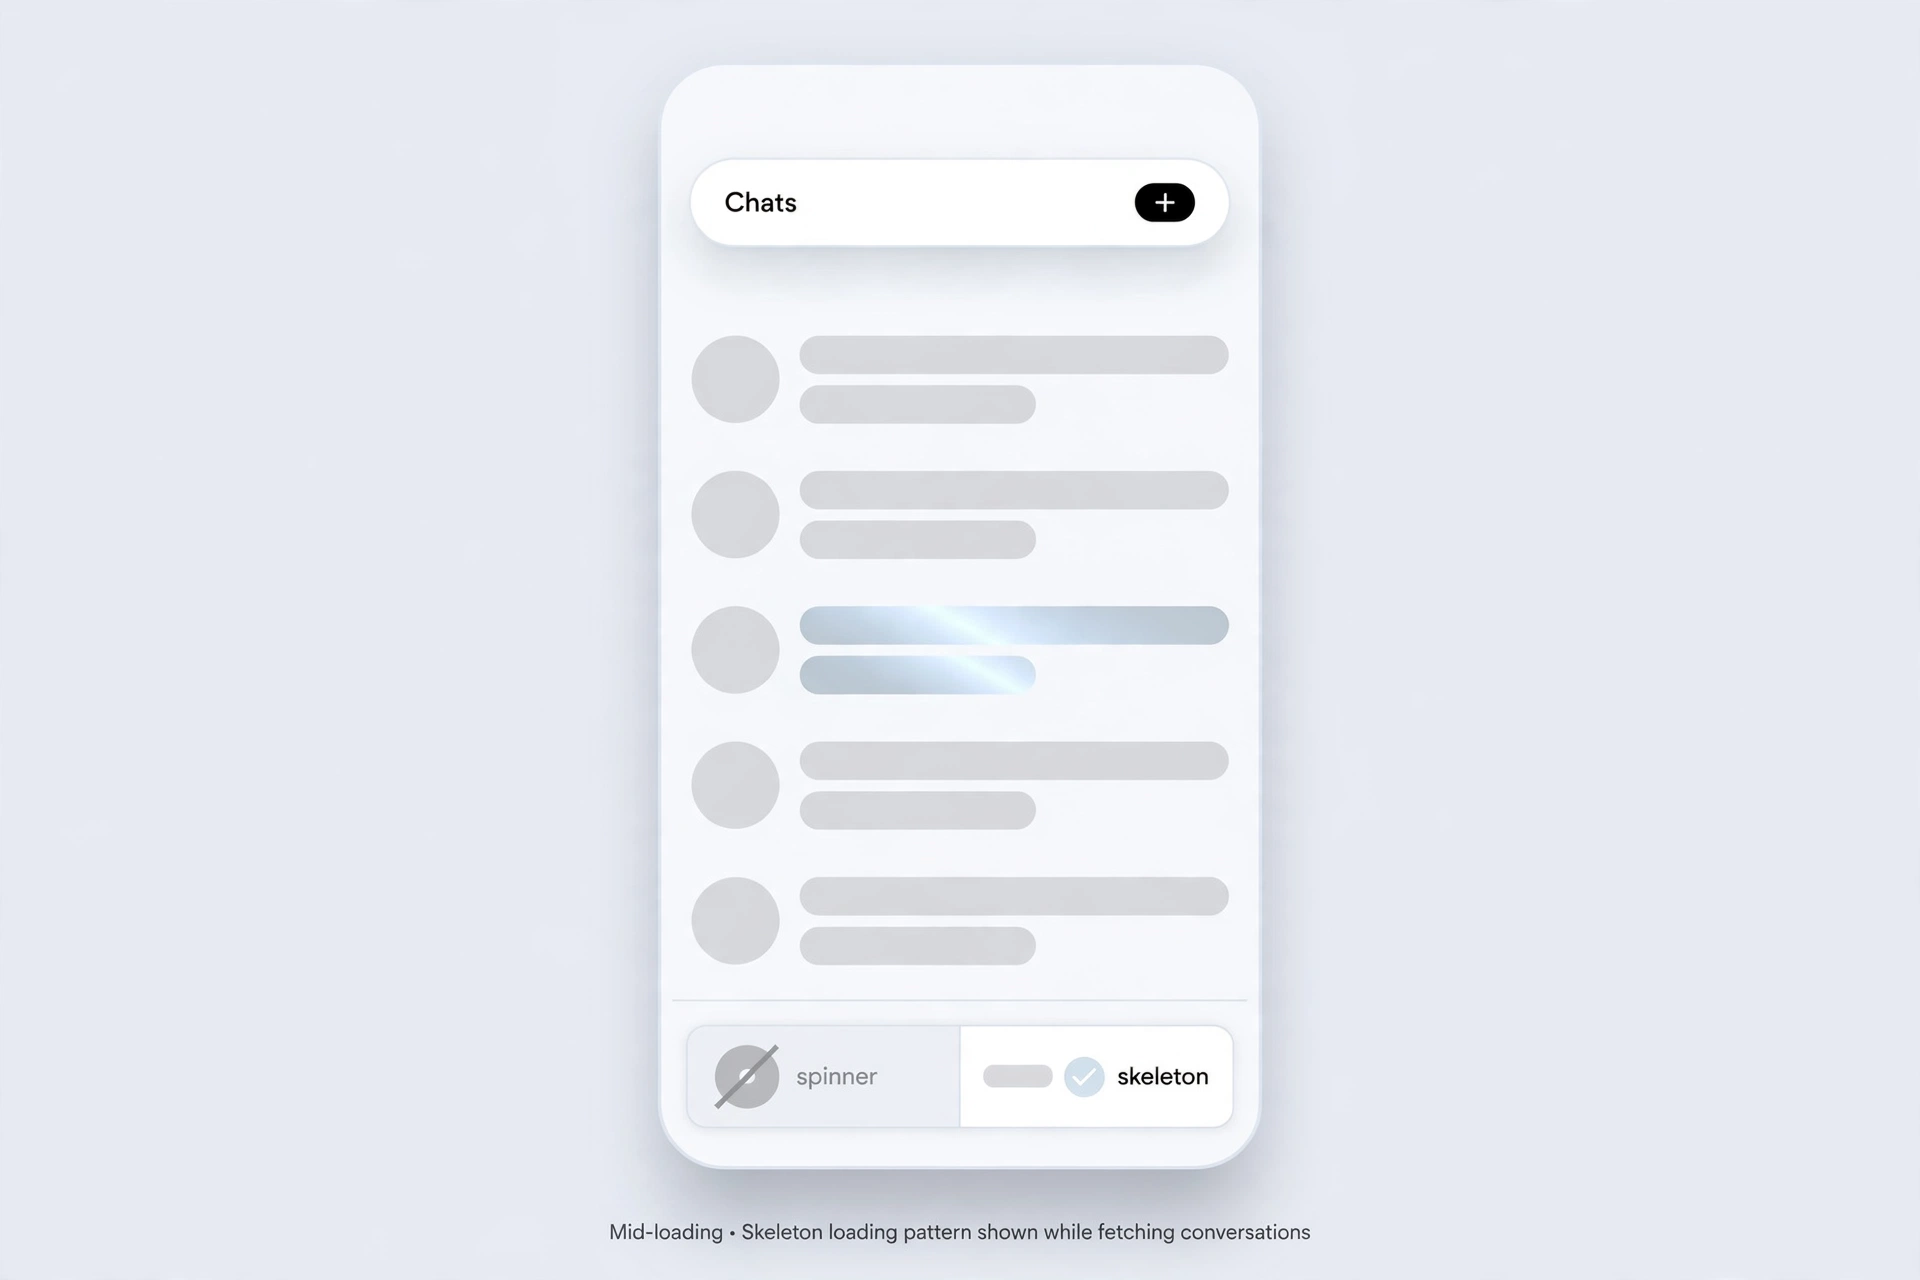 Chats
spinner
skeleton
Mid-loading • Skeleton loading pattern shown while fetching conversations